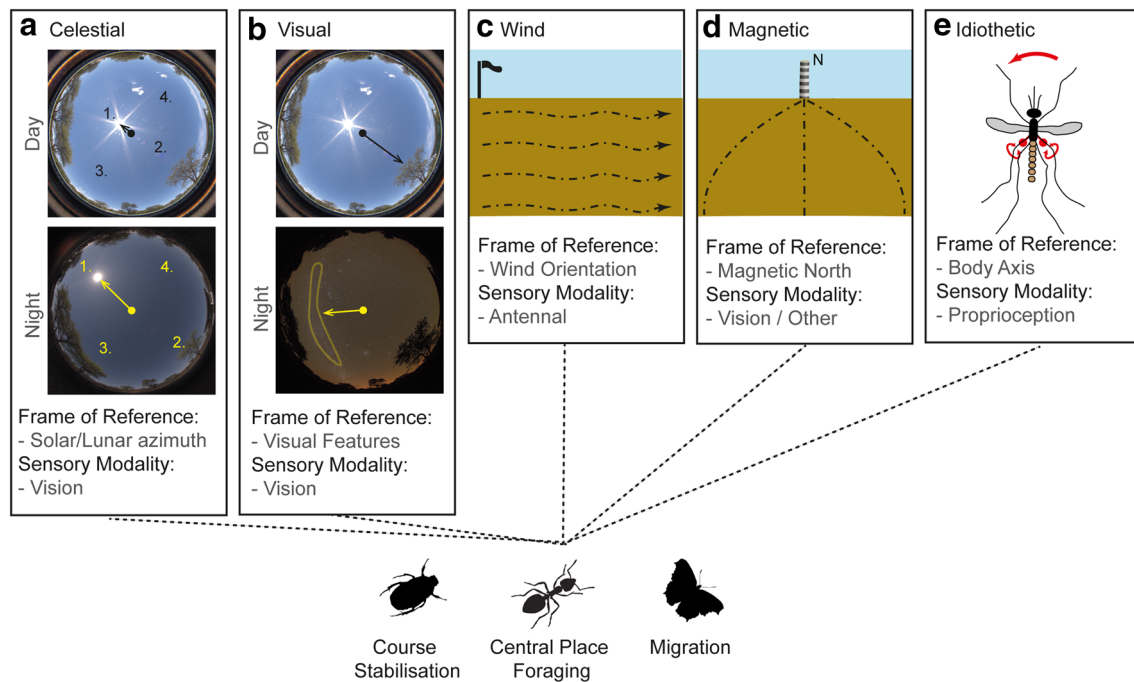 a Celestial
Day
1.
4.
2.
3.
Night
1.
4.
3.
2.
Frame of Reference:
- Solar/Lunar azimuth
Sensory Modality:
- Vision
b Visual
Day
Night
Frame of Reference:
- Visual Features
Sensory Modality:
- Vision
c Wind
Frame of Reference:
- Wind Orientation
Sensory Modality:
- Antennal
d Magnetic
N
Frame of Reference:
- Magnetic North
Sensory Modality:
- Vision / Other
e Idiothetic
Frame of Reference:
- Body Axis
Sensory Modality:
- Proprioception
Course
Stabilisation
Central Place
Foraging
Migration